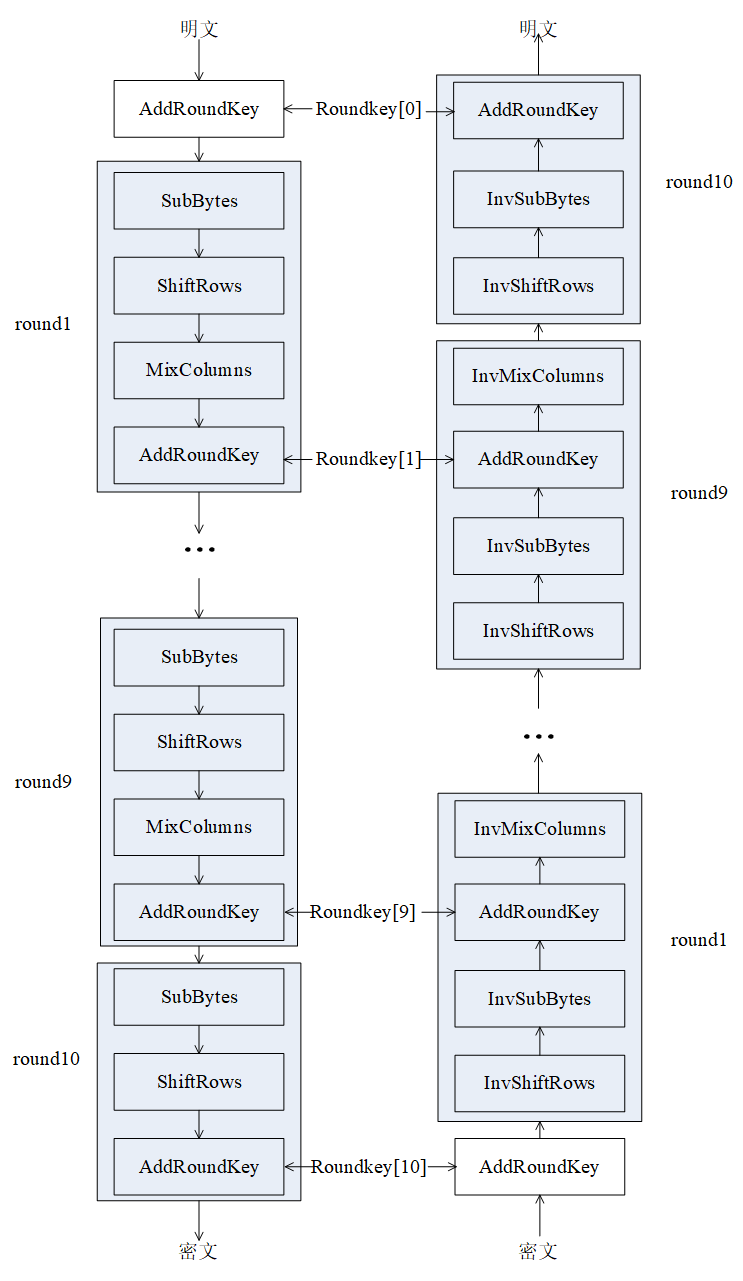 明文
AddRoundKey
SubBytes
ShiftRows
MixColumns
AddRoundKey
round1
...
SubBytes
ShiftRows
MixColumns
AddRoundKey
round9
SubBytes
ShiftRows
AddRoundKey
round10
密文
Roundkey[0]
Roundkey[1]
Roundkey[9]
Roundkey[10]
明文
AddRoundKey
InvSubBytes
InvShiftRows
round10
InvMixColumns
AddRoundKey
InvSubBytes
InvShiftRows
round9
...
InvMixColumns
AddRoundKey
InvSubBytes
InvShiftRows
round1
AddRoundKey
密文